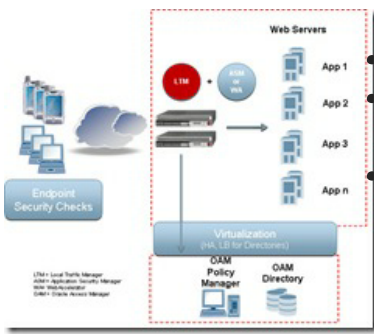 Web Servers
LTM
+
ASM
or
WA
App 1
App 2
App 3
App n
Endpoint
Security Checks
Virtualization
(HA, LB for Directories)
OAM
Policy
Manager
OAM
Directory
LTM = Local Traffic Manager
ASM = Application Security Manager
WA = WebAccelerator
OAM = Oracle Access Manager